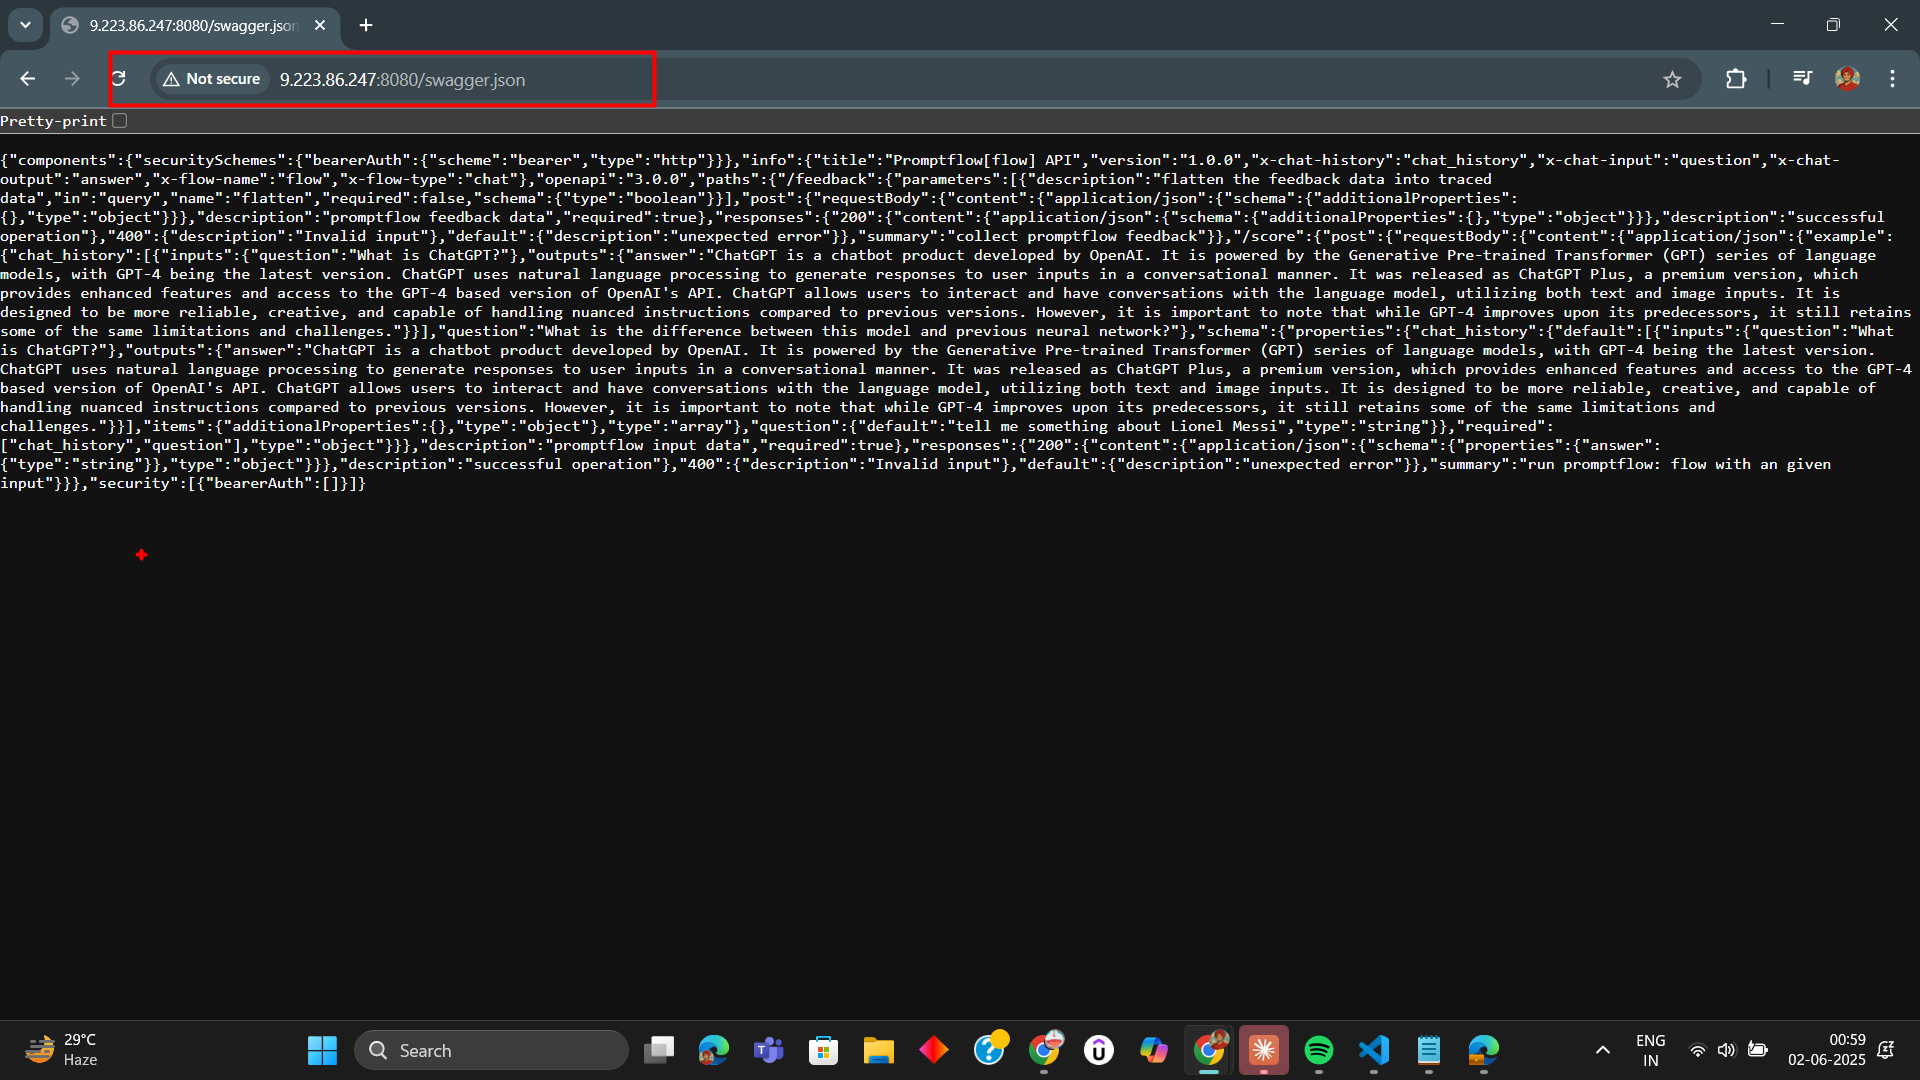 9.223.86.247:8080/swagger.json
Not secure
9.223.86.247:8080/swagger.json
Pretty-print
{"components":{"securitySchemes":{"bearerAuth":{"scheme":"bearer","type":"http"}}},"info":{"title":"Promptflow[flow] API","version":"1.0.0","x-chat-history":"chat_history","x-chat-input":"question","x-chat-
output":"answer","x-flow-name":"flow","x-flow-type":"chat"},"openapi":"3.0.0","paths":{"/feedback":{"parameters":[{"description":"flatten the feedback data into traced
data","in":"query","name":"flatten","required":false,"schema":{"type":"boolean"}}],"post":{"requestBody":{"content":{"application/json":{"schema":{"additionalProperties":
{},"type":"object"}}},"description":"promptflow feedback data","required":true},"responses":{"200":{"content":{"application/json":{"schema":{"additionalProperties":{},"type":"object"}}},"description":"successful
operation"},"400":{"description":"Invalid input"},"default":{"description":"unexpected error"}},"summary":"collect promptflow feedback"}},"/score":{"post":{"requestBody":{"content":{"application/json":{"example":
{"chat_history":[{"inputs":{"question":"What is ChatGPT?"},"outputs":{"answer":"ChatGPT is a chatbot product developed by OpenAI. It is powered by the Generative Pre-trained Transformer (GPT) series of language
models, with GPT-4 being the latest version. ChatGPT uses natural language processing to generate responses to user inputs in a conversational manner. It was released as ChatGPT Plus, a premium version, which
provides enhanced features and access to the GPT-4 based version of OpenAI's API. ChatGPT allows users to interact and have conversations with the language model, utilizing both text and image inputs. It is
designed to be more reliable, creative, and capable of handling nuanced instructions compared to previous versions. However, it is important to note that while GPT-4 improves upon its predecessors, it still retains
some of the same limitations and challenges."}}],"question":"What is the difference between this model and previous neural network?"},"schema":{"properties":{"chat_history":{"default":[{"inputs":{"question":"What
is ChatGPT?"},"outputs":{"answer":"ChatGPT is a chatbot product developed by OpenAI. It is powered by the Generative Pre-trained Transformer (GPT) series of language models, with GPT-4 being the latest version.
ChatGPT uses natural language processing to generate responses to user inputs in a conversational manner. It was released as ChatGPT Plus, a premium version, which provides enhanced features and access to the GPT-4
based version of OpenAI's API. ChatGPT allows users to interact and have conversations with the language model, utilizing both text and image inputs. It is designed to be more reliable, creative, and capable of
handling nuanced instructions compared to previous versions. However, it is important to note that while GPT-4 improves upon its predecessors, it still retains some of the same limitations and
challenges."}}],"items":{"additionalProperties":{},"type":"object"},"type":"array"},"question":{"default":"tell me something about Lionel Messi","type":"string"}},"required":
["chat_history","question"],"type":"object"}}},"description":"promptflow input data","required":true},"responses":{"200":{"content":{"application/json":{"schema":{"properties":{"answer":
{"type":"string"}},"type":"object"}}},"description":"successful operation"},"400":{"description":"Invalid input"},"default":{"description":"unexpected error"}},"summary":"run promptflow: flow with an given
input"}}},"security":[{"bearerAuth":[]}]}
29°C
Haze
Search
ENG
IN
00:59
02-06-2025